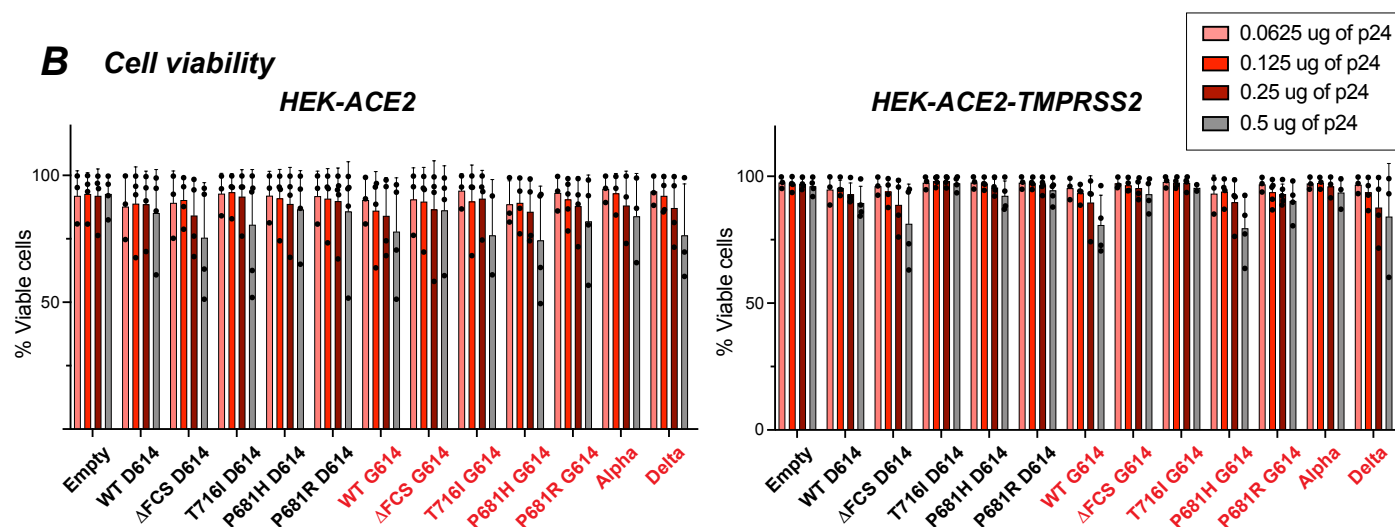 B Cell viability
0.0625 ug of p24
0.125 ug of p24
0.25 ug of p24
0.5 ug of p24
HEK-ACE2
% Viable cells
100
50
0
Empty
WT D614
ΔFCS D614
T716I D614
P681H D614
P681R D614
WT G614
ΔFCS G614
T716I G614
P681H G614
P681R G614
Alpha
Delta
HEK-ACE2-TMPRSS2
% Viable cells
100
50
0
Empty
WT D614
ΔFCS D614
T716I D614
P681H D614
P681R D614
WT G614
ΔFCS G614
T716I G614
P681H G614
P681R G614
Alpha
Delta